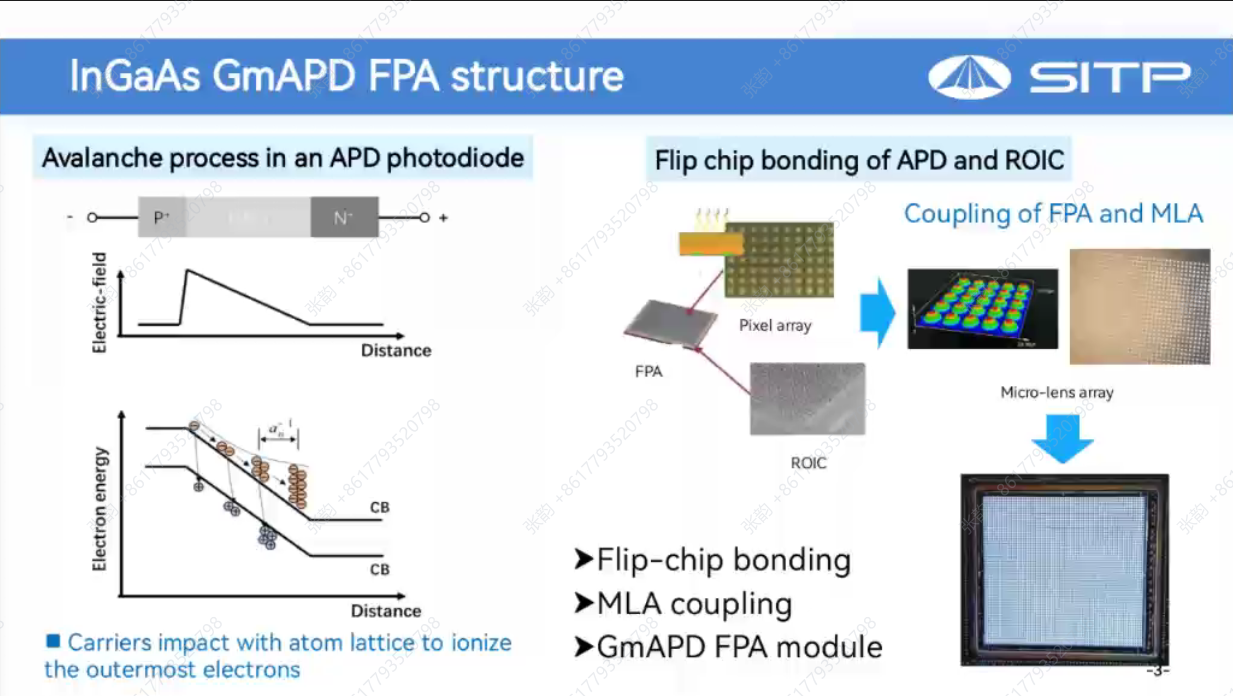 InGaAs GmAPD FPA structure
SITP
Avalanche process in an APD photodiode
- P⁺ N⁺ +
Electric-field
Distance
Electron energy
αₙ⁻¹
CB
CB
Distance
■ Carriers impact with atom lattice to ionize
the outermost electrons
Flip chip bonding of APD and ROIC
Coupling of FPA and MLA
Pixel array
FPA
ROIC
Micro-lens array
➤Flip-chip bonding
➤MLA coupling
➤GmAPD FPA module
-3-
张韵 +8617793520798